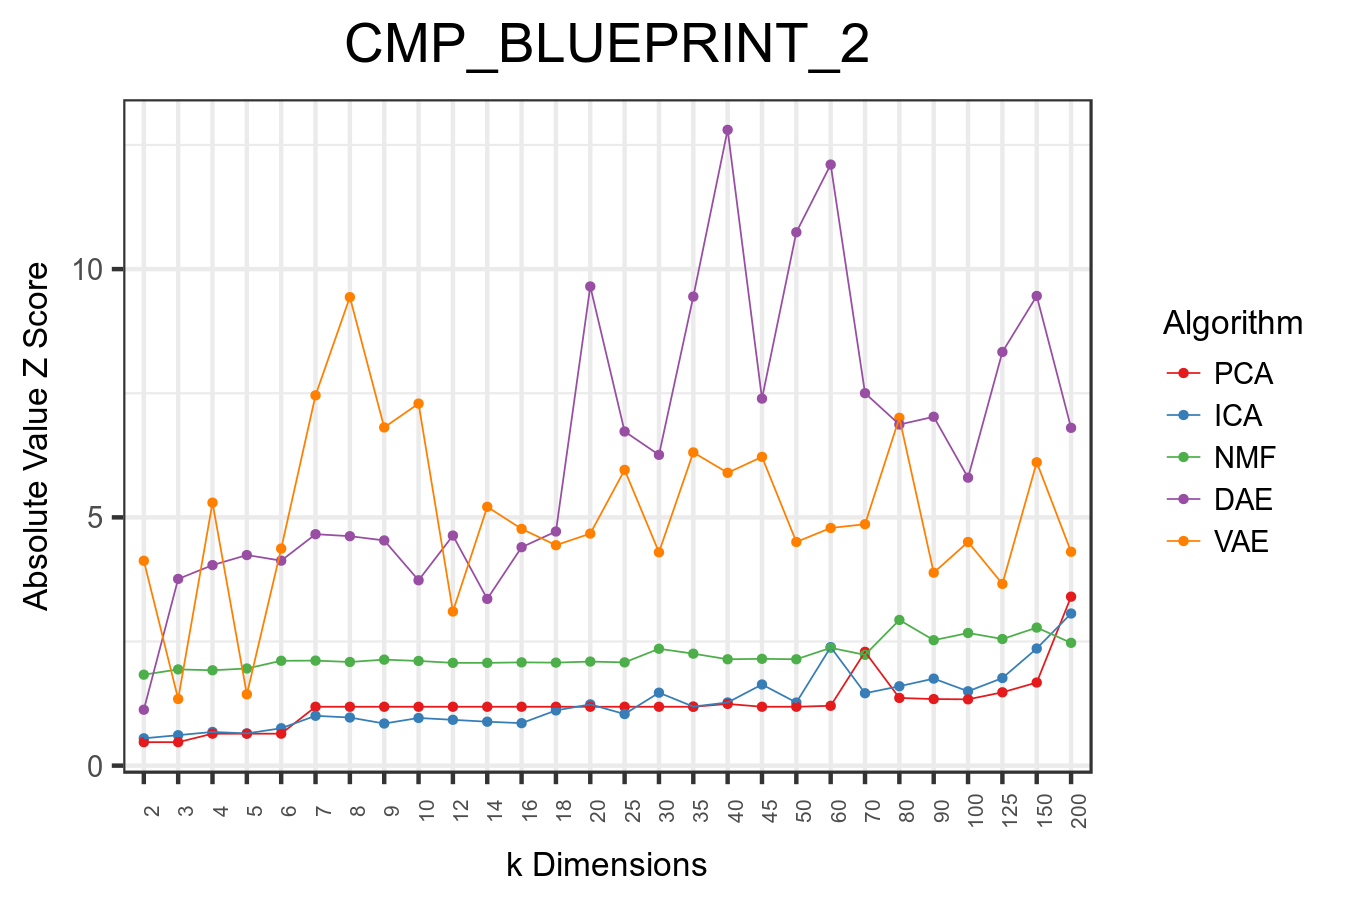 CMP_BLUEPRINT_2
Absolute Value Z Score
10
5
0
2 3 4 5 6 7 8 9 10 12 14 16 18 20 25 30 35 40 45 50 60 70 80 90 100 125 150 200
k Dimensions
Algorithm
PCA
ICA
NMF
DAE
VAE